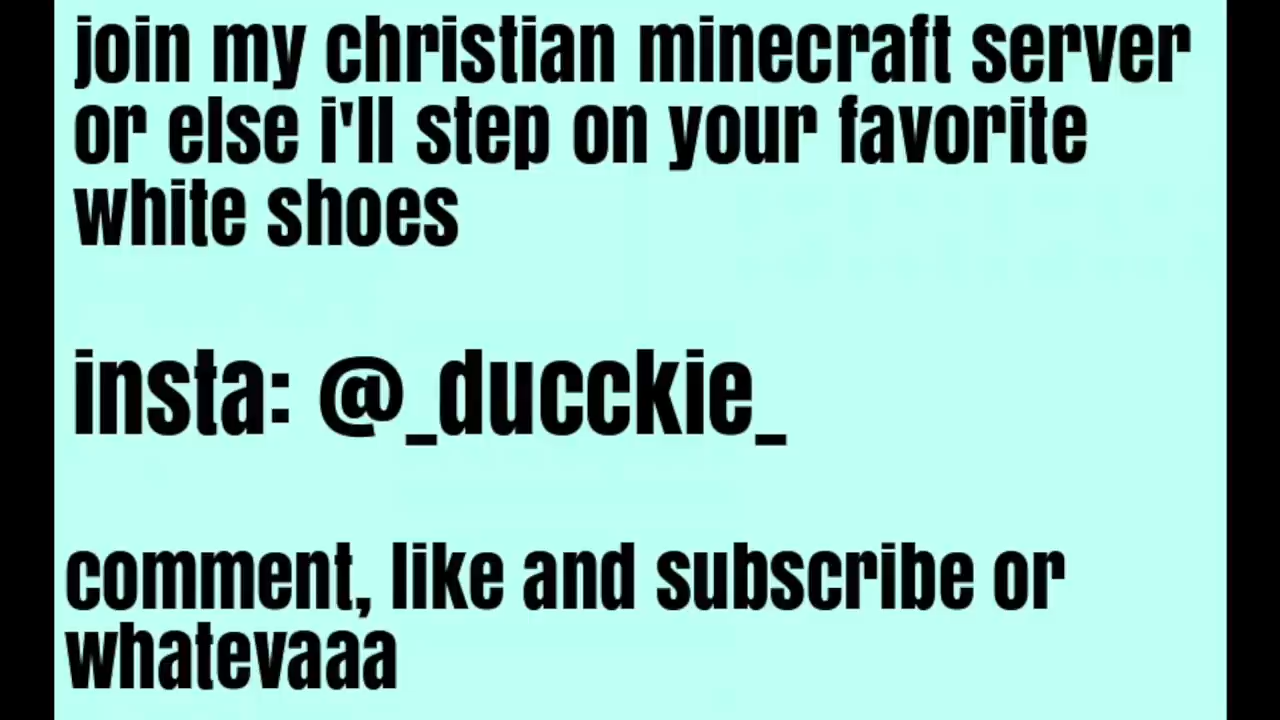 join my christian minecraft server
or else i'll step on your favorite
white shoes
insta: @_ducckie_
comment, like and subscribe or
whatevaaa